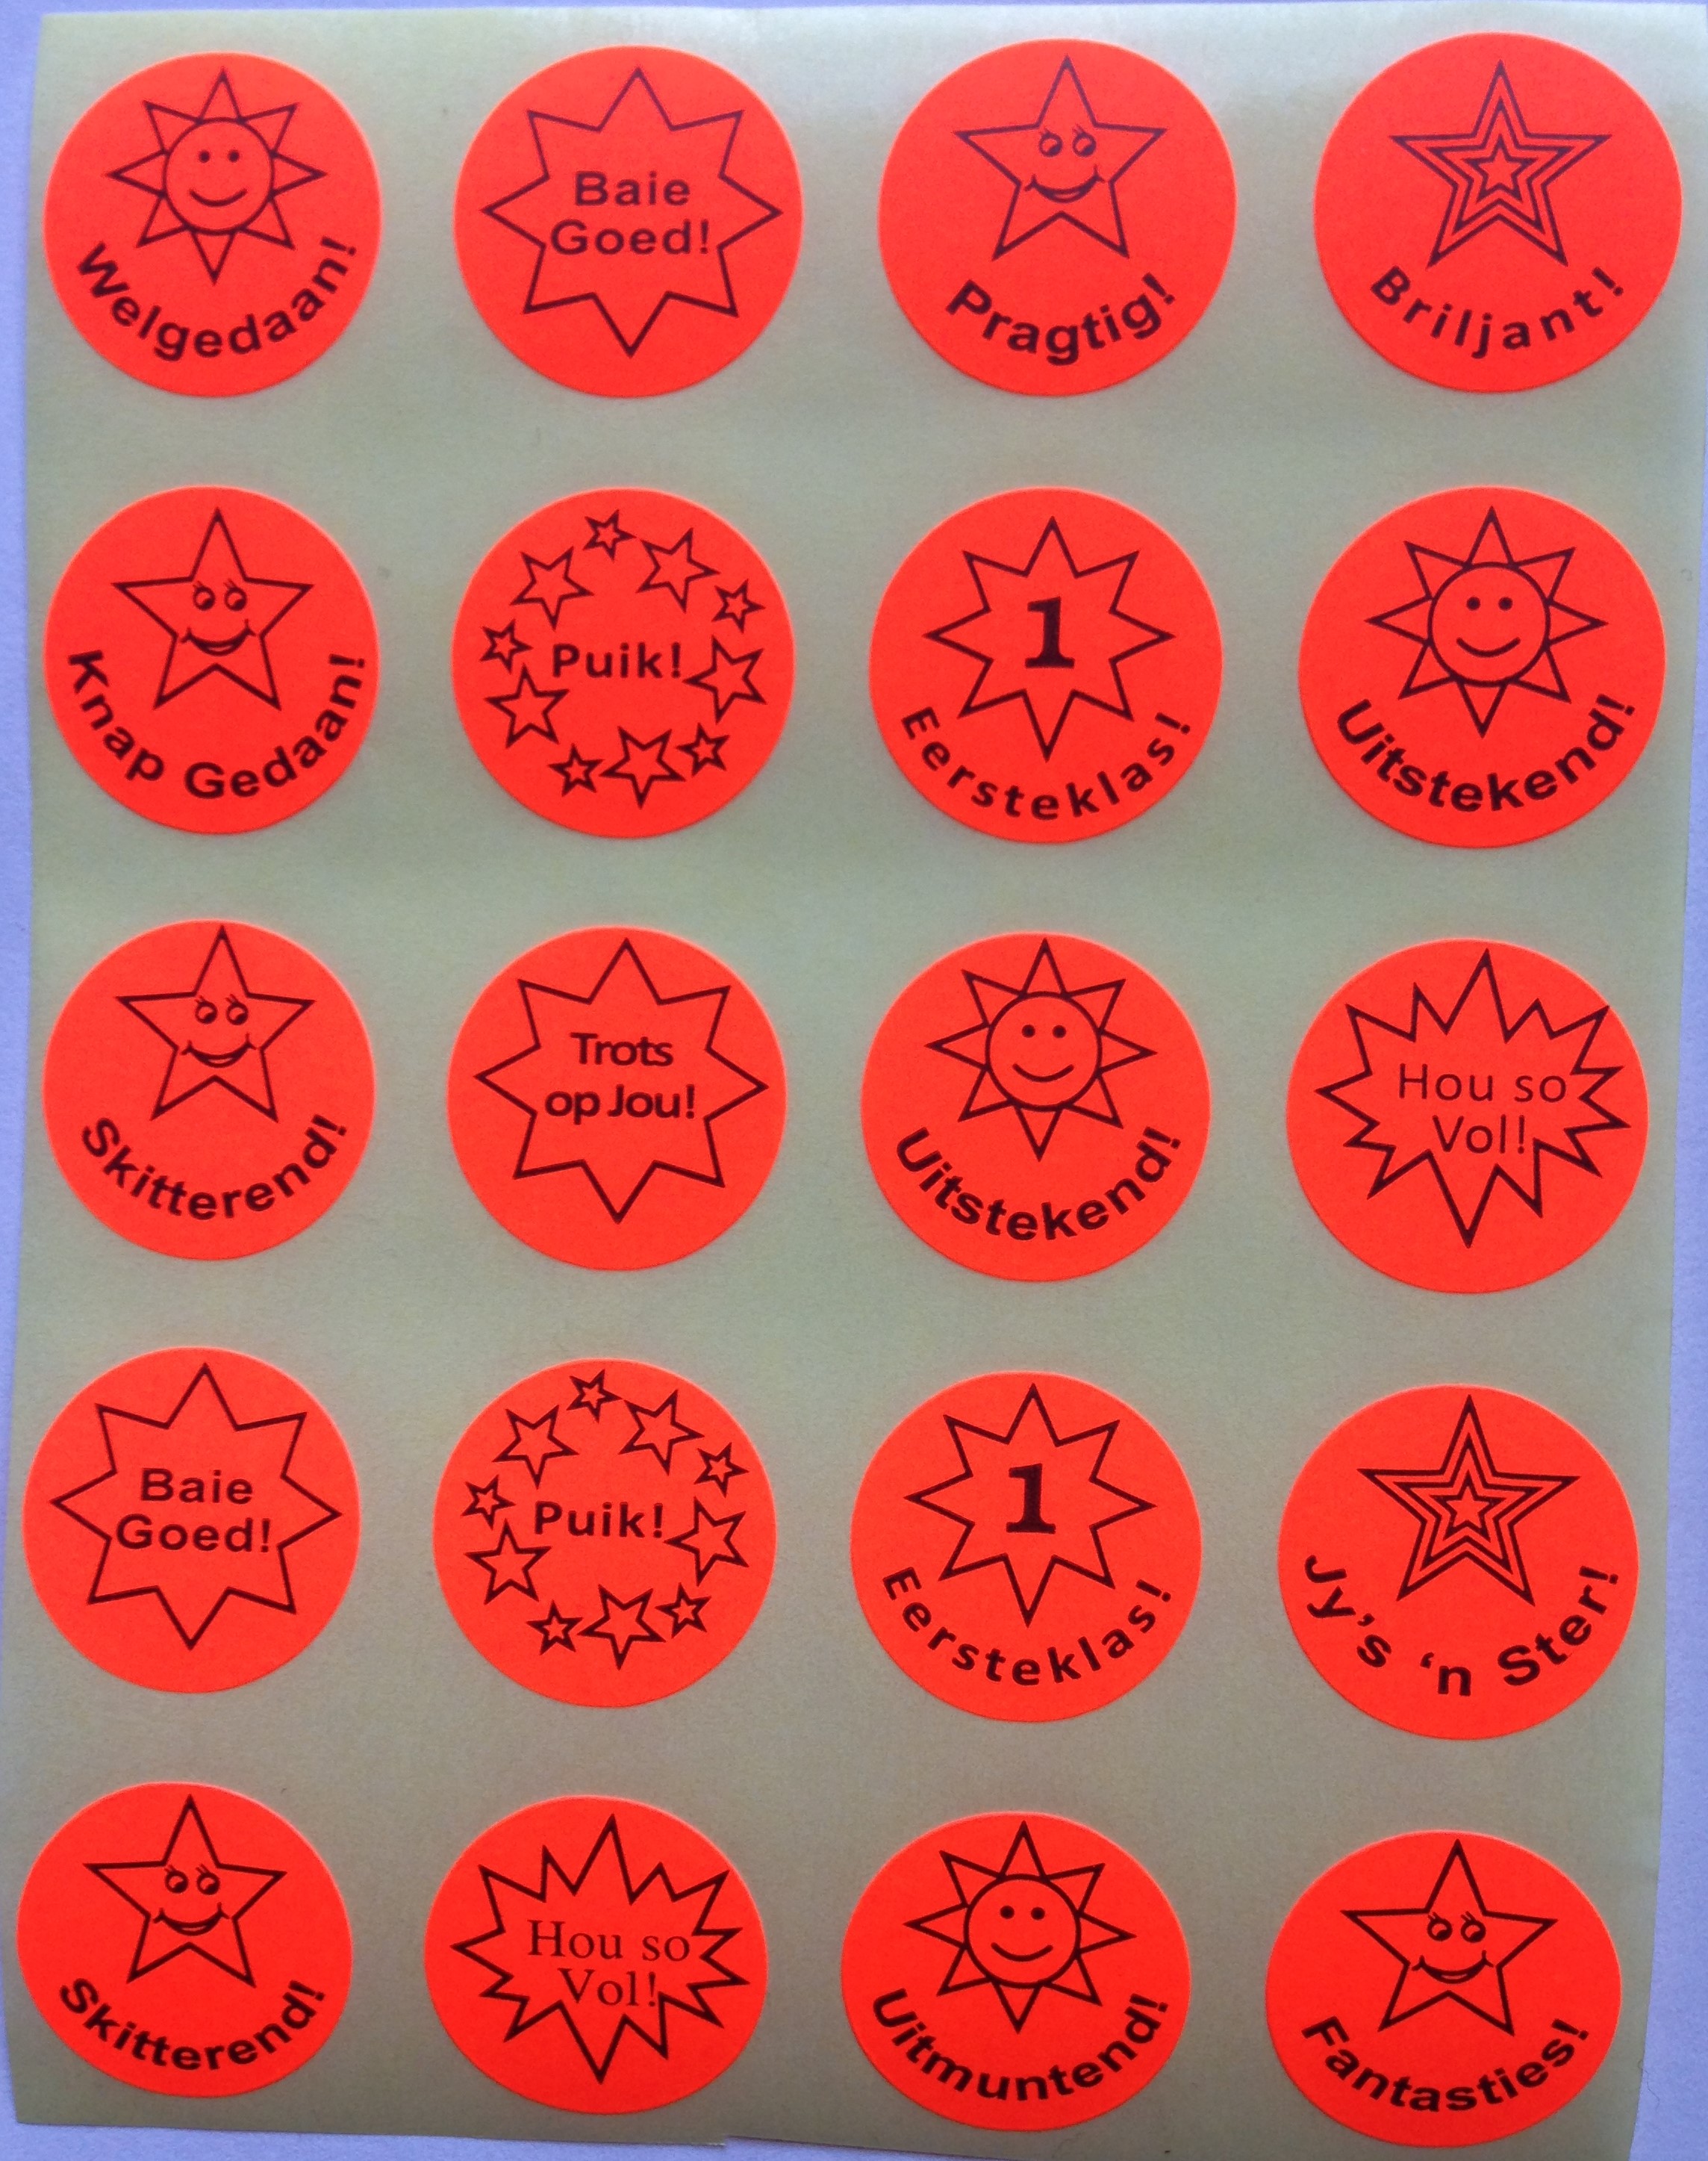 Welgedaan!
Baie
Goed!
Pragtig!
Briljant!
Knap Gedaan!
Puik!
1
Eersteklas!
Uitstekend!
Skitterend!
Trots
op Jou!
Uitstekend!
Hou so
Vol!
Baie
Goed!
Puik!
1
Eersteklas!
Jy's ‘n Ster!
Skitterend!
Hou so
Vol!
Uitmuntend!
Fantasties!